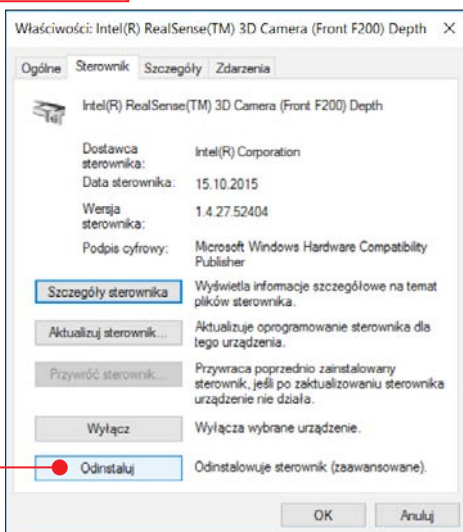 Właściwości: Intel(R) RealSense(TM) 3D Camera (Front F200) Depth
Ogólne Sterownik Szczegóły Zdarzenia
Intel(R) RealSense(TM) 3D Camera (Front F200) Depth
Dostawca
sterownika:
Intel(R) Corporation
Data sterownika: 15.10.2015
Wersja
sterownika:
1.4.27.52404
Podpis cyfrowy: Microsoft Windows Hardware Compatibility
Publisher
Szczegóły sterownika
Wyświetla informacje szczegółowe na temat
plików sterownika.
Aktualizuj sterownik...
Aktualizuje oprogramowanie sterownika dla
tego urządzenia.
Przywróć sterownik...
Przywraca poprzednio zainstalowany
sterownik, jeśli po zaktualizowaniu sterownika
urządzenie nie działa.
Wyłącz Wyłącza wybrane urządzenie.
Odinstaluj Odinstalowuje sterownik (zaawansowane).
OK Anuluj